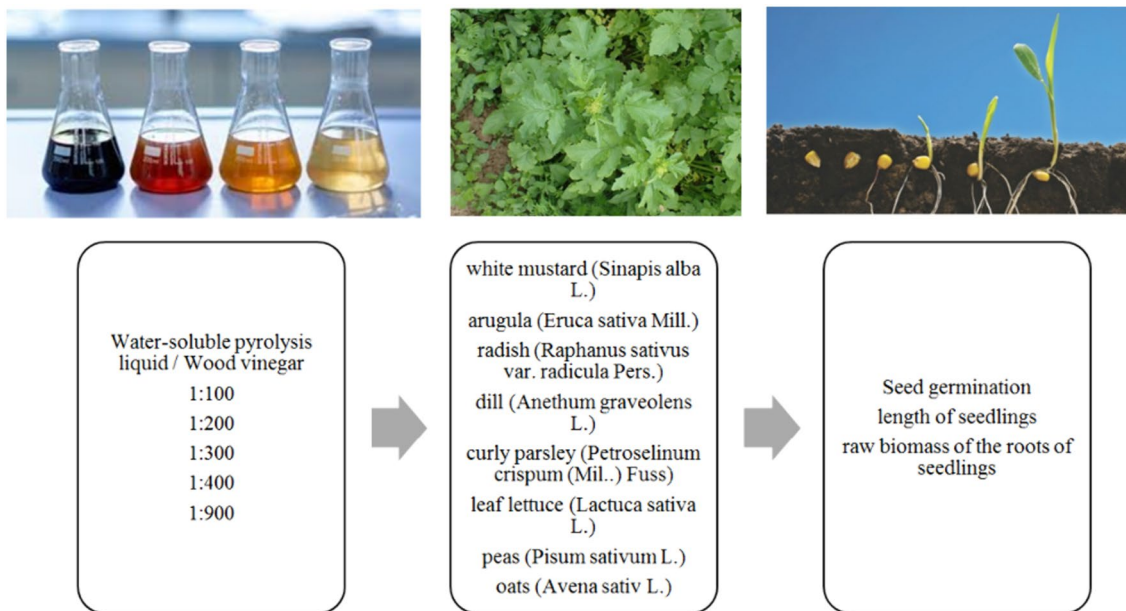 Water-soluble pyrolysis
liquid / Wood vinegar
1:100
1:200
1:300
1:400
1:900
white mustard (Sinapis alba
L.)
arugula (Eruca sativa Mill.)
radish (Raphanus sativus
var. radicula Pers.)
dill (Anethum graveolens
L.)
curly parsley (Petroselinum
crispum (Mil..) Fuss)
leaf lettuce (Lactuca sativa
L.)
peas (Pisum sativum L.)
oats (Avena sativ L.)
Seed germination
length of seedlings
raw biomass of the roots of
seedlings